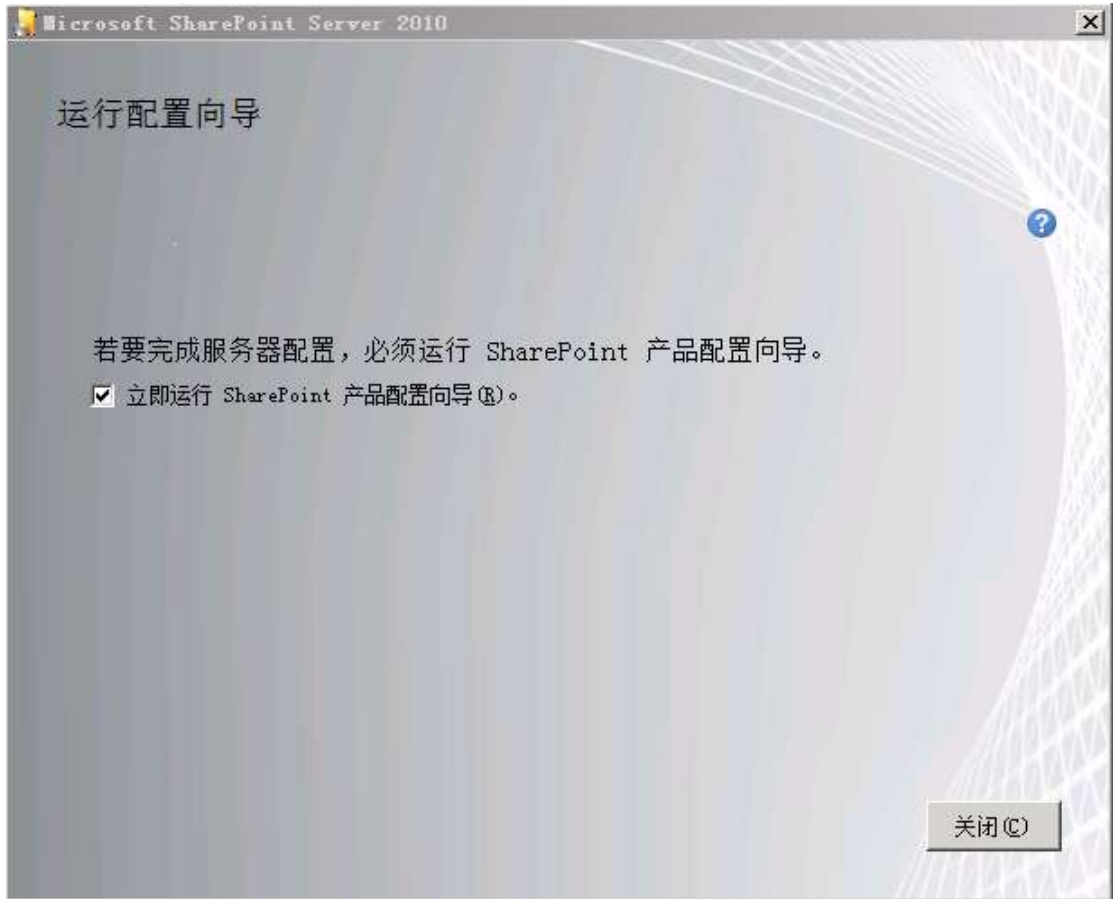 Microsoft SharePoint Server 2010
运行配置向导
若要完成服务器配置，必须运行 SharePoint 产品配置向导。
立即运行 SharePoint 产品配置向导(R)。
关闭(C)